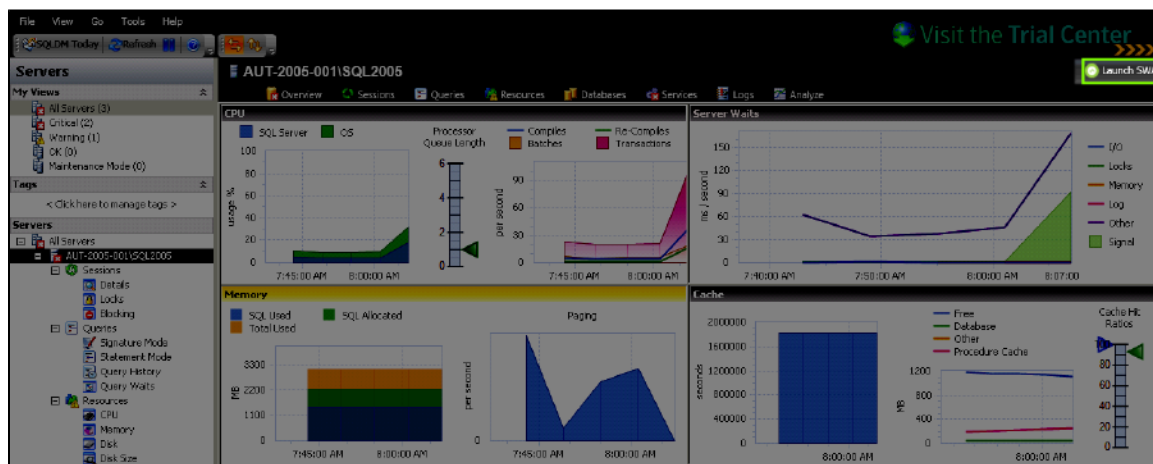 File View Go Tools Help
SQLDM Today Refresh
Visit the Trial Center
Servers
AUT-2005-001\SQL2005
Launch SWA
My Views
Overview Sessions Queries Resources Databases Services Logs Analyze
All Servers (3)
Critical (2)
Warning (1)
OK (0)
Maintenance Mode (0)
Tags
< Click here to manage tags >
Servers
All Servers
AUT-2005-001\SQL2005
Sessions
Details
Locks
Blocking
Queries
Signature Mode
Statement Mode
Query History
Query Waits
Resources
CPU
Memory
Disk
Disk Size
CPU
SQL Server OS
Processor Queue Length
Compiles Re-Compiles
Batches Transactions
usage %
100
80
60
40
20
0
7:45:00 AM 8:00:00 AM
6
4
2
0
per second
90
60
30
0
7:45:00 AM 8:00:00 AM
Server Waits
ms / second
150
120
90
60
30
0
7:40:00 AM 7:50:00 AM 8:00:00 AM 8:07:00
I/O
Locks
Memory
Log
Other
Signal
Memory
SQL Used SQL Allocated
Total Used
MB
3300
2200
1100
0
7:45:00 AM 8:00:00 AM
Paging
per second
0
7:45:00 AM 8:00:00 AM
Cache
seconds
2000000
1600000
1200000
800000
400000
0
8:00:00 AM
Free
Database
Other
Procedure Cache
MB
1200
800
400
0
8:00:00 AM
Cache Hit
Ratios
80
60
40
20
0